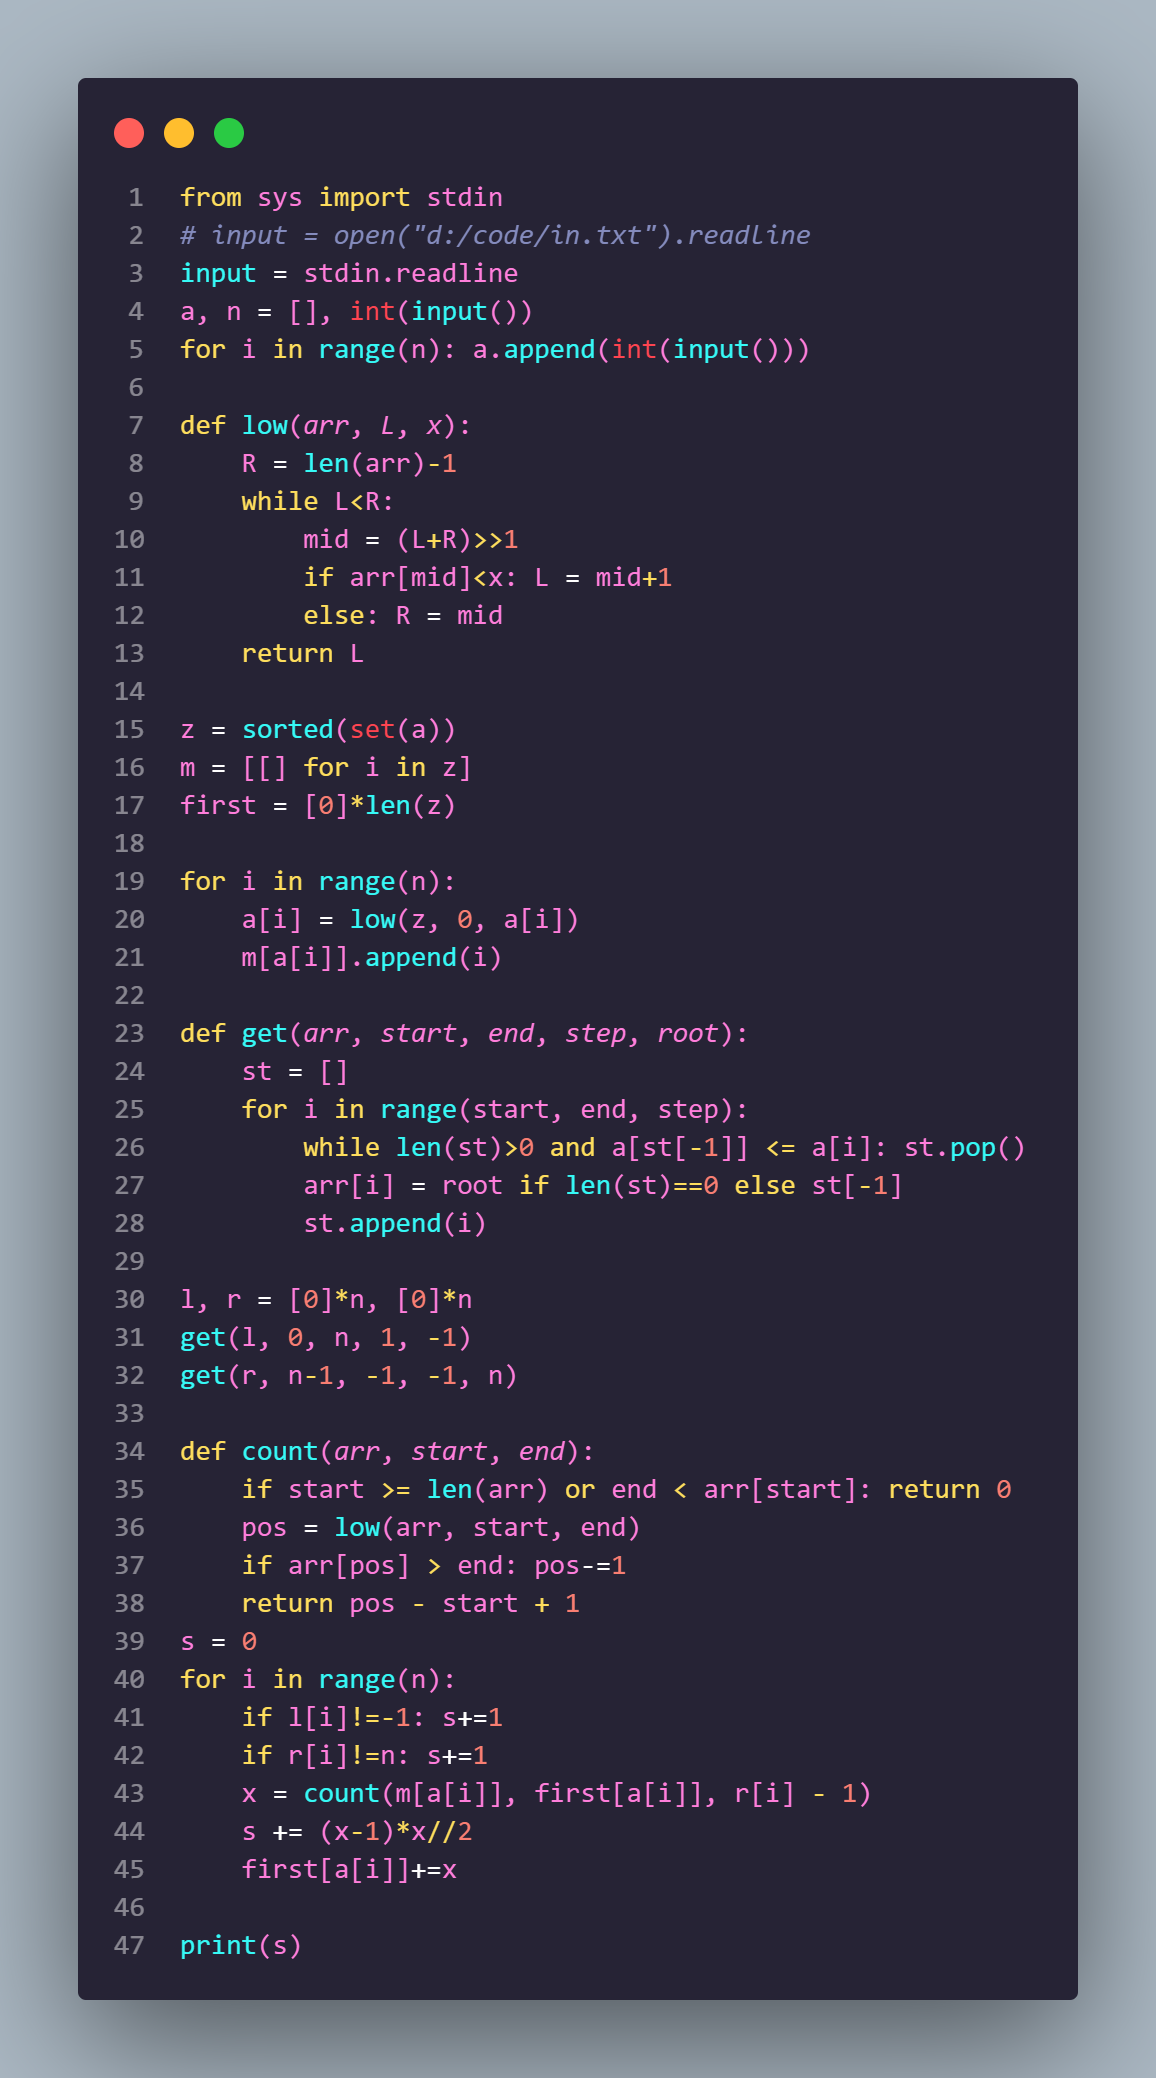 1 from sys import stdin
2 # input = open("d:/code/in.txt").readline
3 input = stdin.readline
4 a, n = [], int(input())
5 for i in range(n): a.append(int(input()))
6
7 def low(arr, L, x):
8     R = len(arr)-1
9     while L<R:
10         mid = (L+R)>>1
11         if arr[mid]<x: L = mid+1
12         else: R = mid
13     return L
14
15 z = sorted(set(a))
16 m = [[] for i in z]
17 first = [0]*len(z)
18
19 for i in range(n):
20     a[i] = low(z, 0, a[i])
21     m[a[i]].append(i)
22
23 def get(arr, start, end, step, root):
24     st = []
25     for i in range(start, end, step):
26         while len(st)>0 and a[st[-1]] <= a[i]: st.pop()
27         arr[i] = root if len(st)==0 else st[-1]
28         st.append(i)
29
30 l, r = [0]*n, [0]*n
31 get(l, 0, n, 1, -1)
32 get(r, n-1, -1, -1, n)
33
34 def count(arr, start, end):
35     if start >= len(arr) or end < arr[start]: return 0
36     pos = low(arr, start, end)
37     if arr[pos] > end: pos-=1
38     return pos - start + 1
39 s = 0
40 for i in range(n):
41     if l[i]!=-1: s+=1
42     if r[i]!=n: s+=1
43     x = count(m[a[i]], first[a[i]], r[i] - 1)
44     s += (x-1)*x//2
45     first[a[i]]+=x
46
47 print(s)